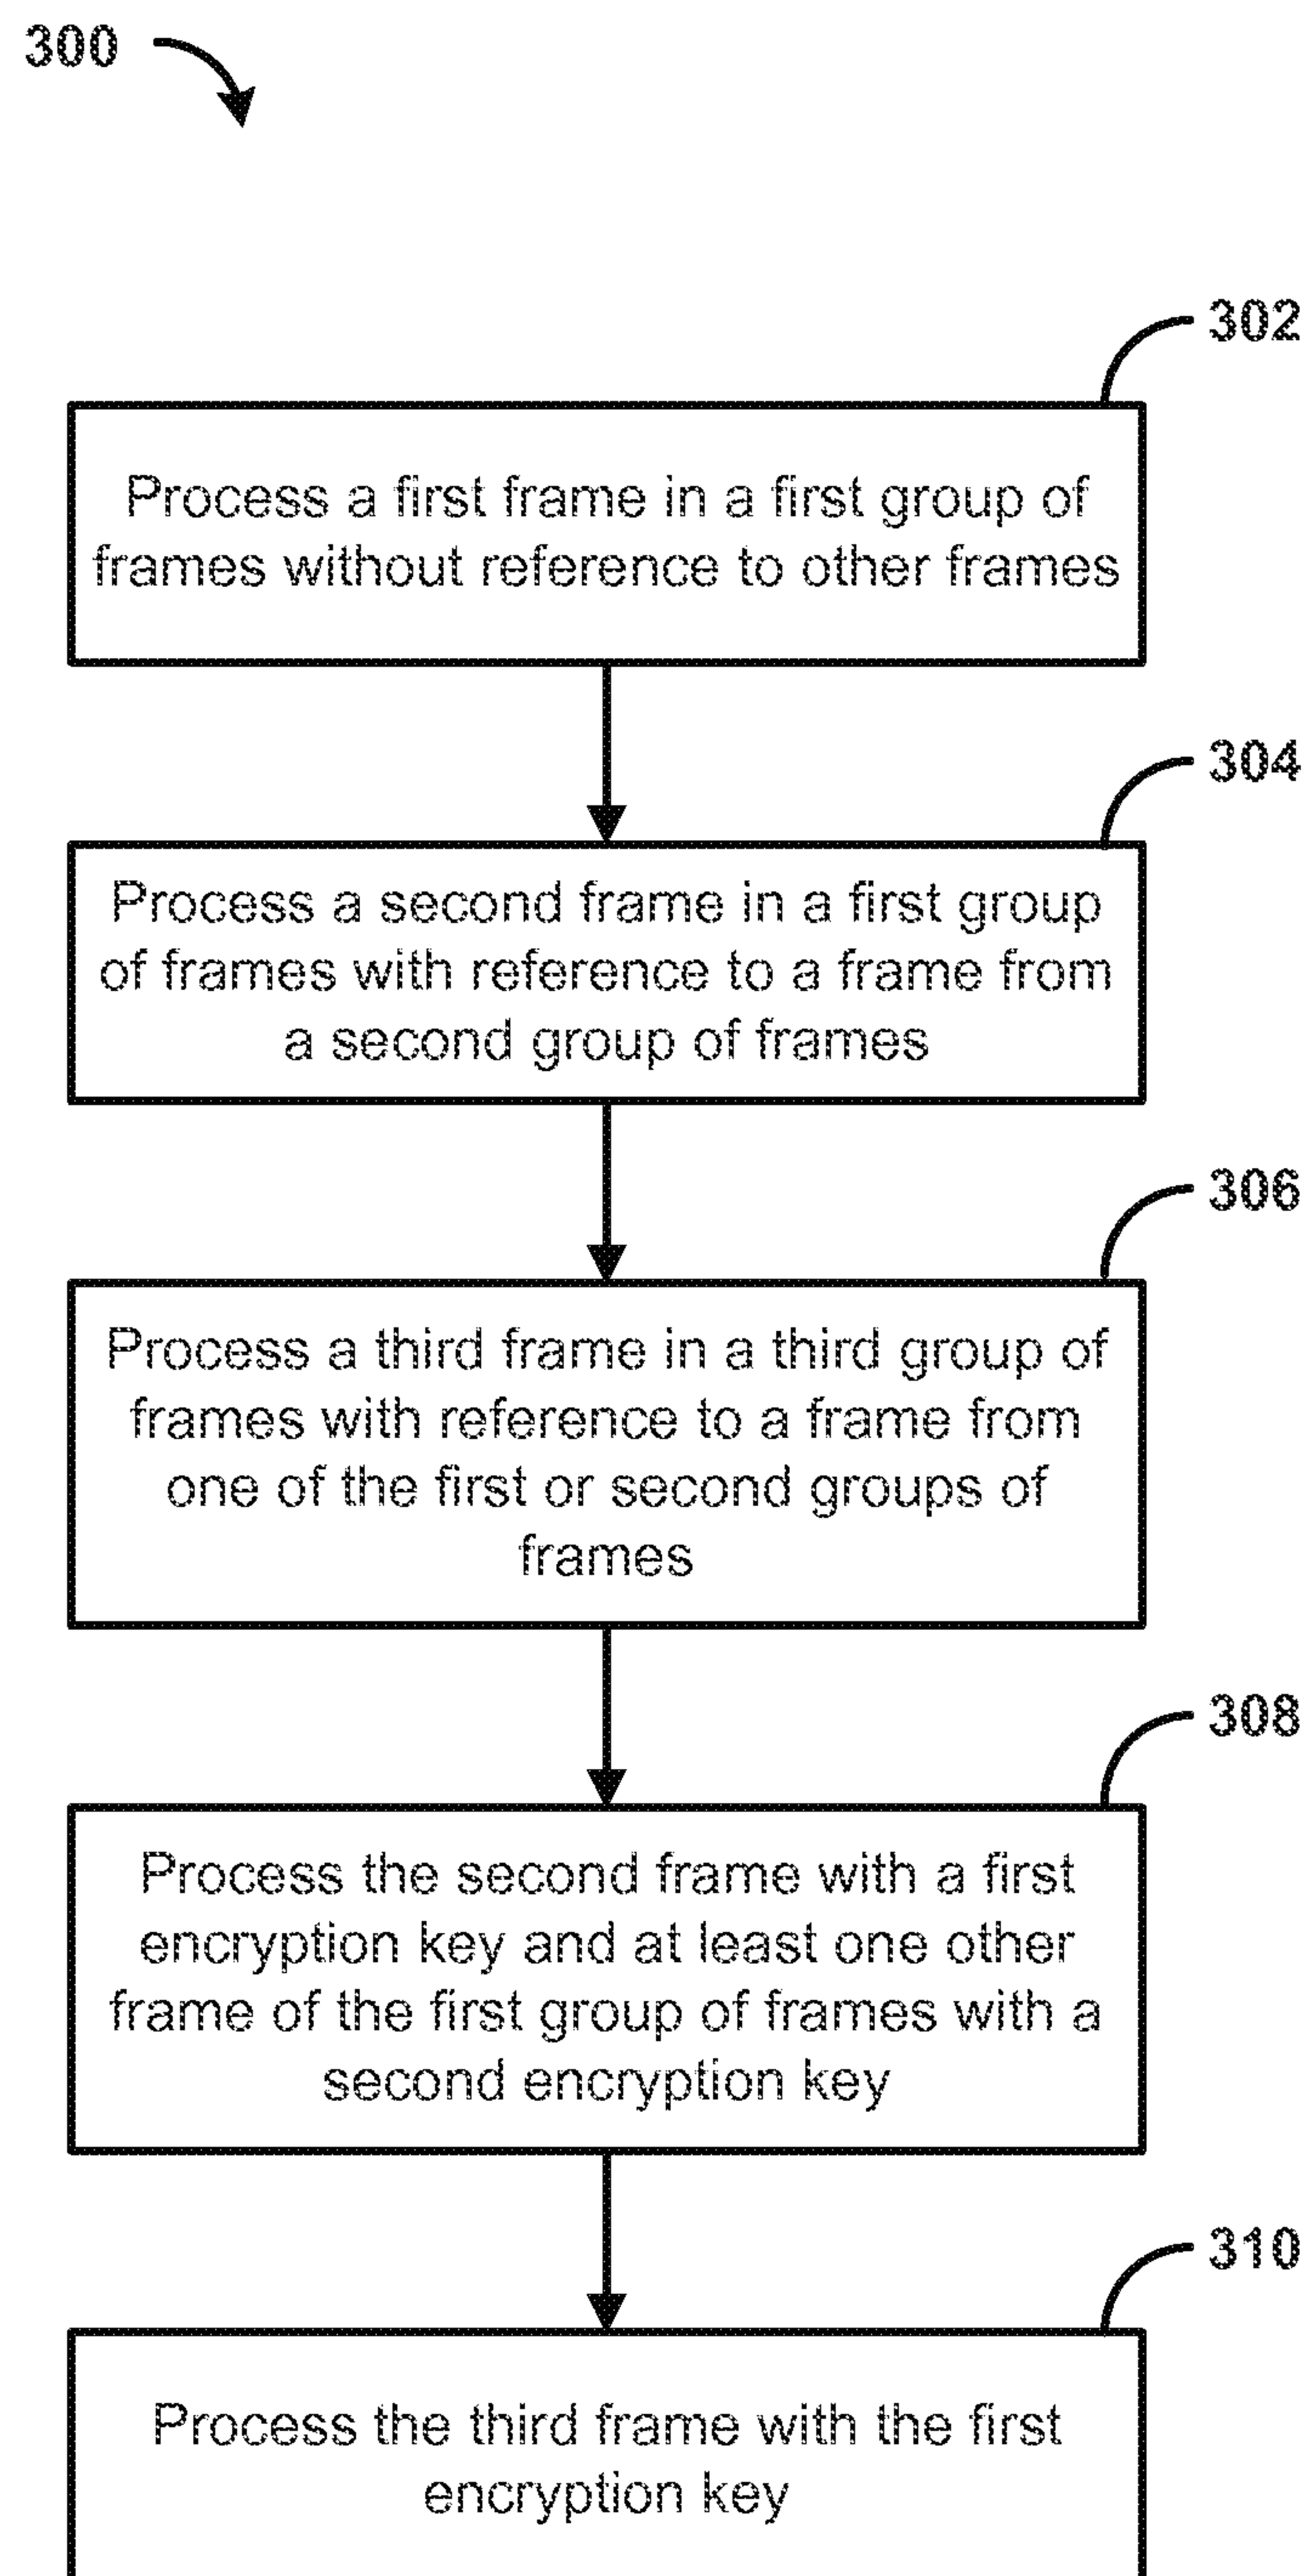 300
302
Process a first frame in a first group of
frames without reference to other frames
304
Process a second frame in a first group
of frames with reference to a frame from
a second group of frames
306
Process a third frame in a third group of
frames with reference to a frame from
one of the first or second groups of
frames
308
Process the second frame with a first
encryption key and at least one other
frame of the first group of frames with a
second encryption key
310
Process the third frame with the first
encryption key